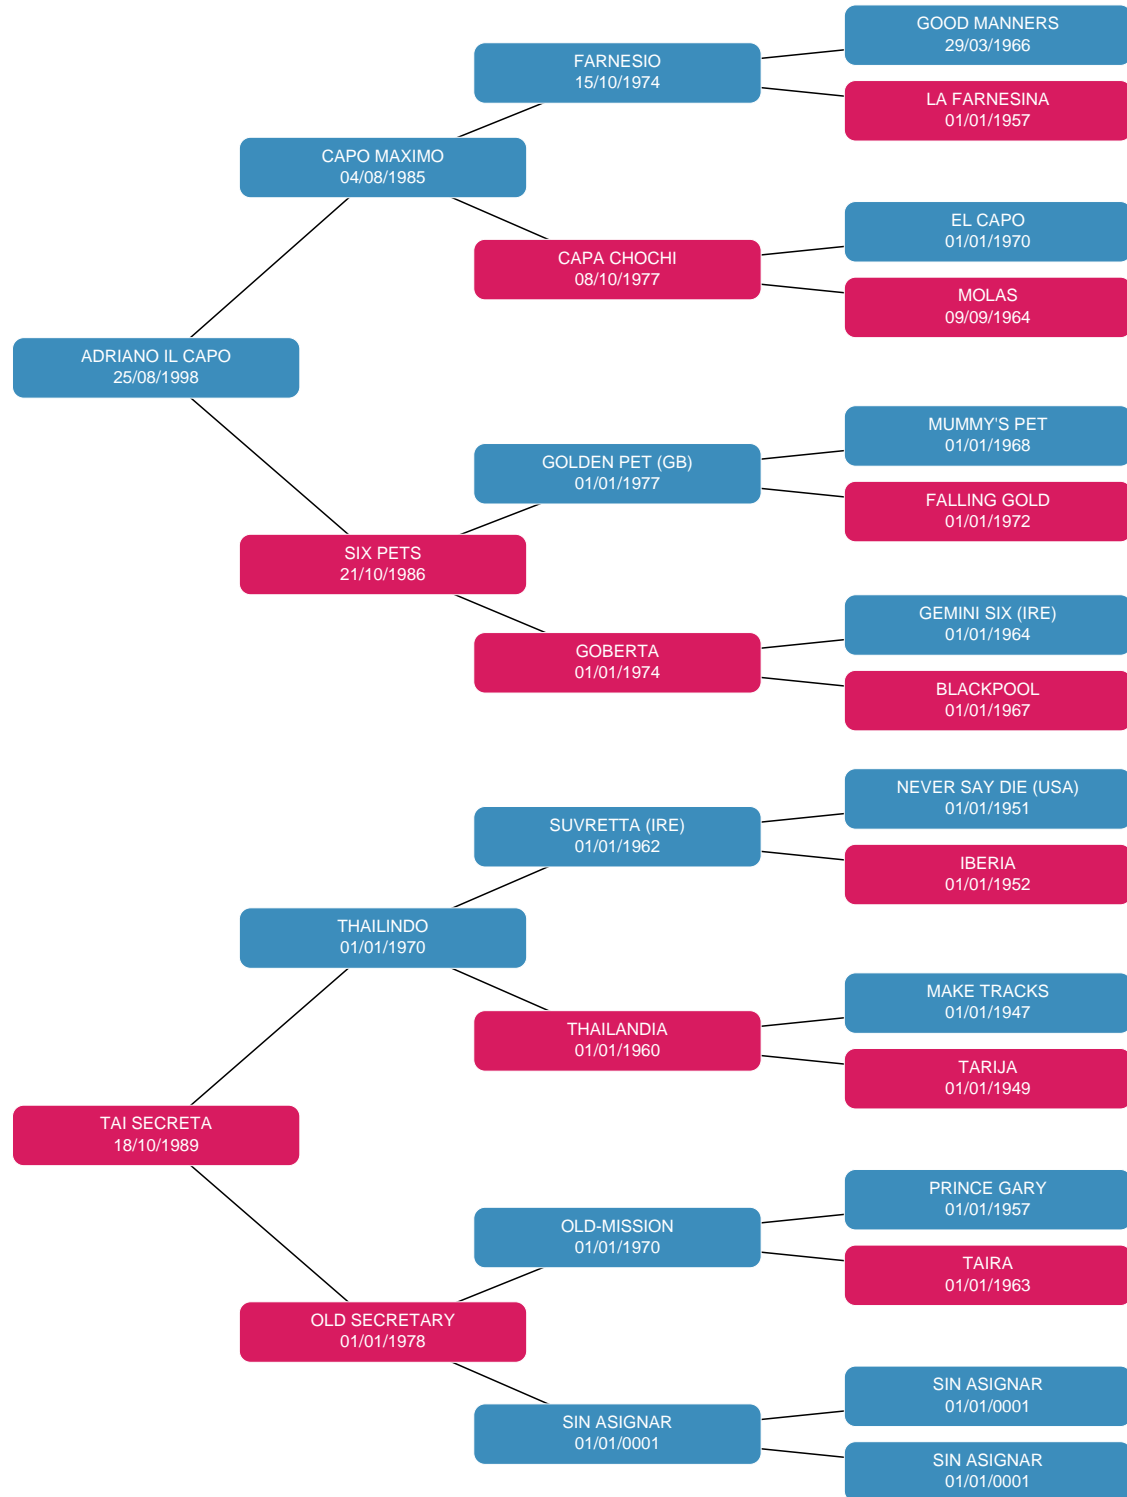 GOOD MANNERS
29/03/1966
FARNESIO
15/10/1974
LA FARNESINA
01/01/1957
CAPO MAXIMO
04/08/1985
EL CAPO
01/01/1970
CAPA CHOCHI
08/10/1977
MOLAS
09/09/1964
ADRIANO IL CAPO
25/08/1998
MUMMY'S PET
01/01/1968
GOLDEN PET (GB)
01/01/1977
FALLING GOLD
01/01/1972
SIX PETS
21/10/1986
GEMINI SIX (IRE)
01/01/1964
GOBERTA
01/01/1974
BLACKPOOL
01/01/1967
NEVER SAY DIE (USA)
01/01/1951
SUVRETTA (IRE)
01/01/1962
IBERIA
01/01/1952
THAILINDO
01/01/1970
MAKE TRACKS
01/01/1947
THAILANDIA
01/01/1960
TARIJA
01/01/1949
TAI SECRETA
18/10/1989
PRINCE GARY
01/01/1957
OLD-MISSION
01/01/1970
TAIRA
01/01/1963
OLD SECRETARY
01/01/1978
SIN ASIGNAR
01/01/0001
SIN ASIGNAR
01/01/0001
SIN ASIGNAR
01/01/0001